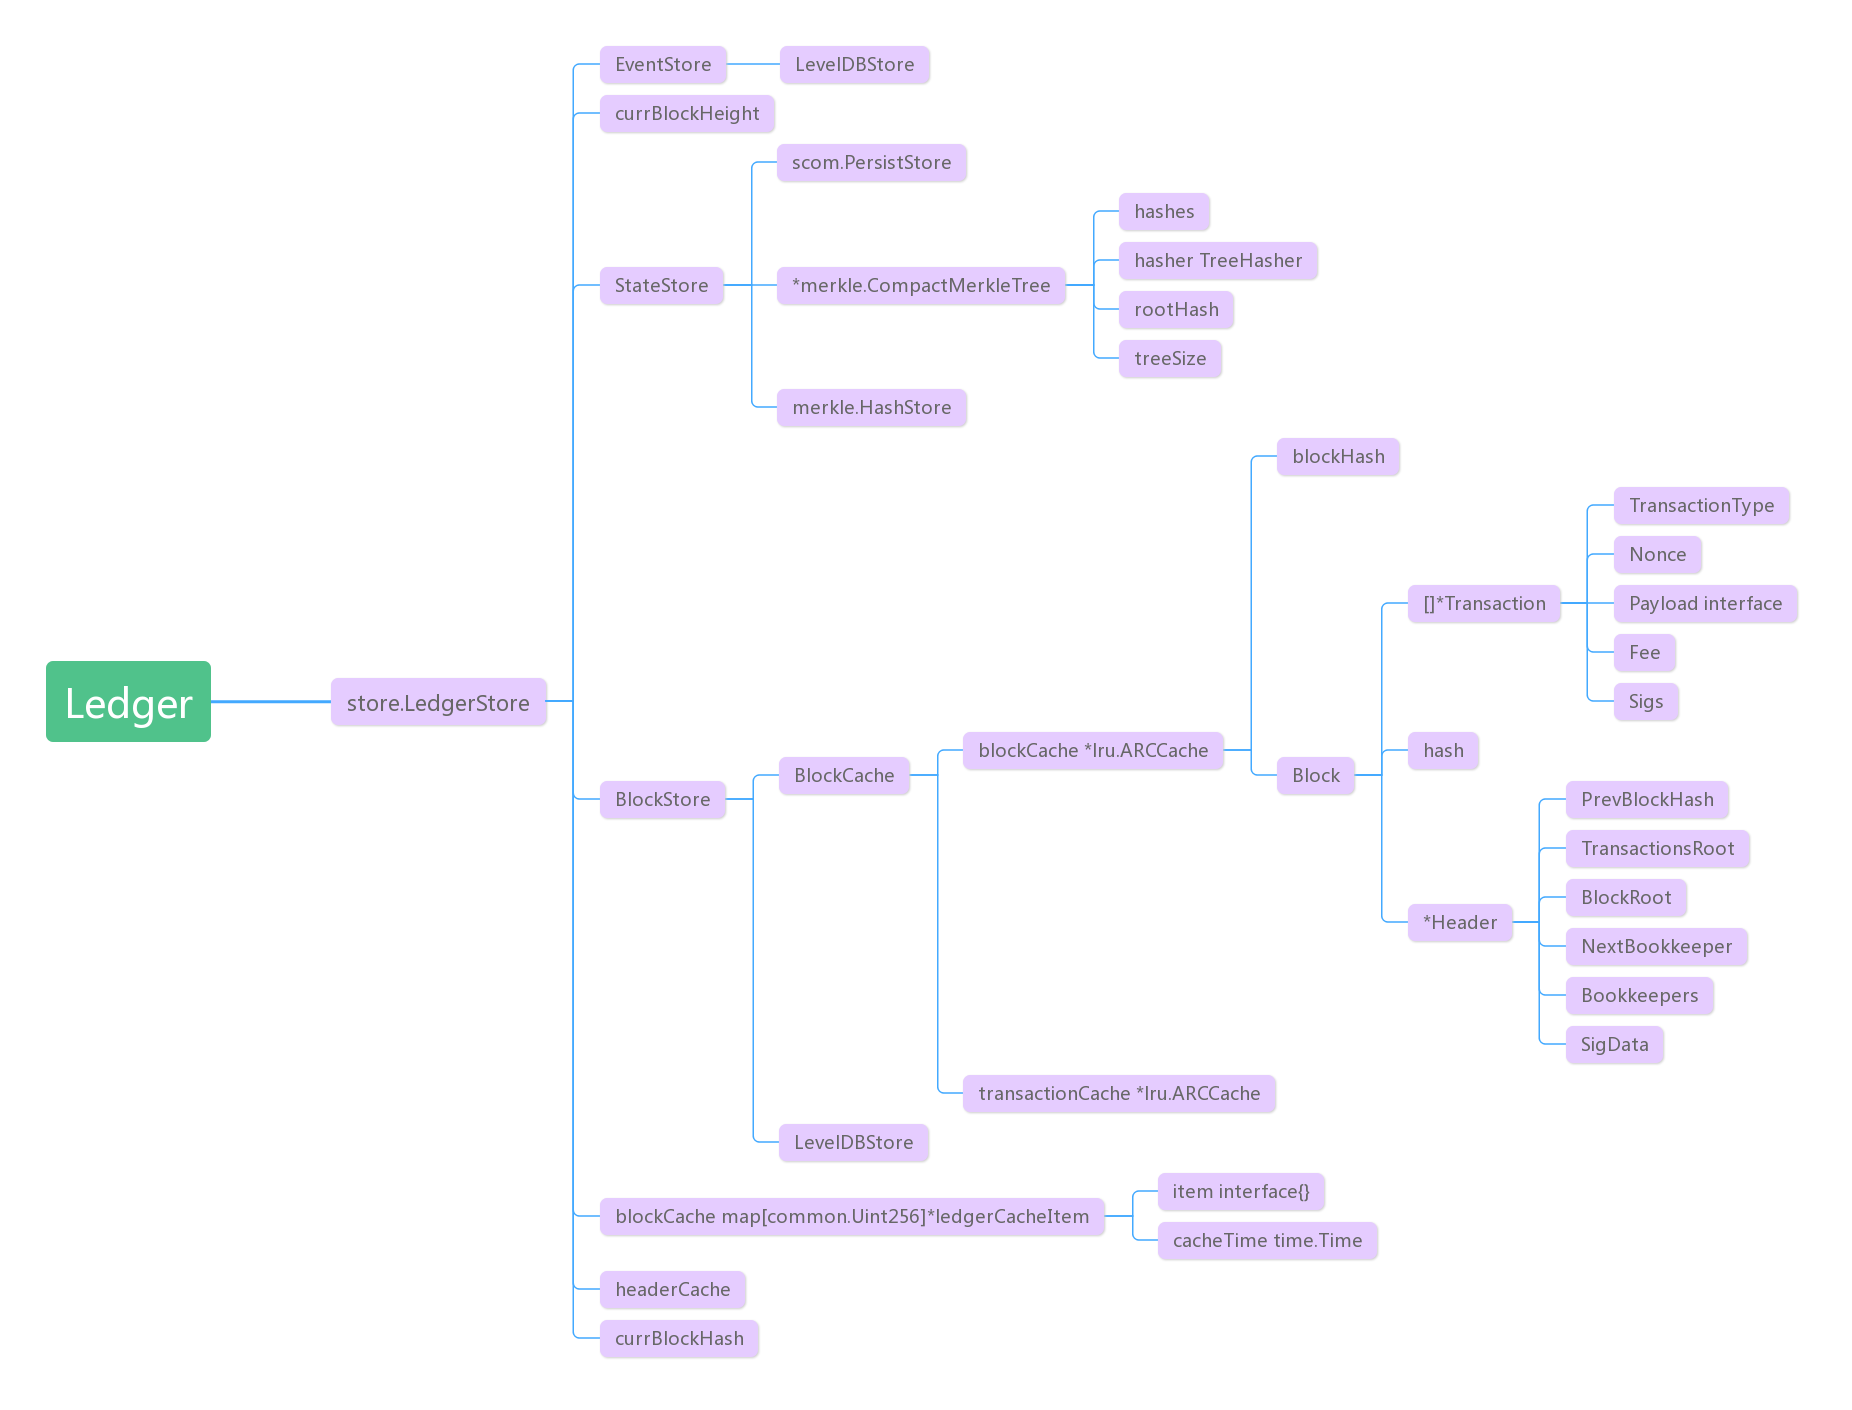 Ledger
store.LedgerStore
EventStore
LevelDBStore
currBlockHeight
StateStore
scom.PersistStore
*merkle.CompactMerkleTree
hashes
hasher TreeHasher
rootHash
treeSize
merkle.HashStore
BlockStore
BlockCache
blockCache *lru.ARCCache
blockHash
Block
[]*Transaction
TransactionType
Nonce
Payload interface
Fee
Sigs
hash
*Header
PrevBlockHash
TransactionsRoot
BlockRoot
NextBookkeeper
Bookkeepers
SigData
transactionCache *lru.ARCCache
LevelDBStore
blockCache map[common.Uint256]*ledgerCacheItem
item interface{}
cacheTime time.Time
headerCache
currBlockHash